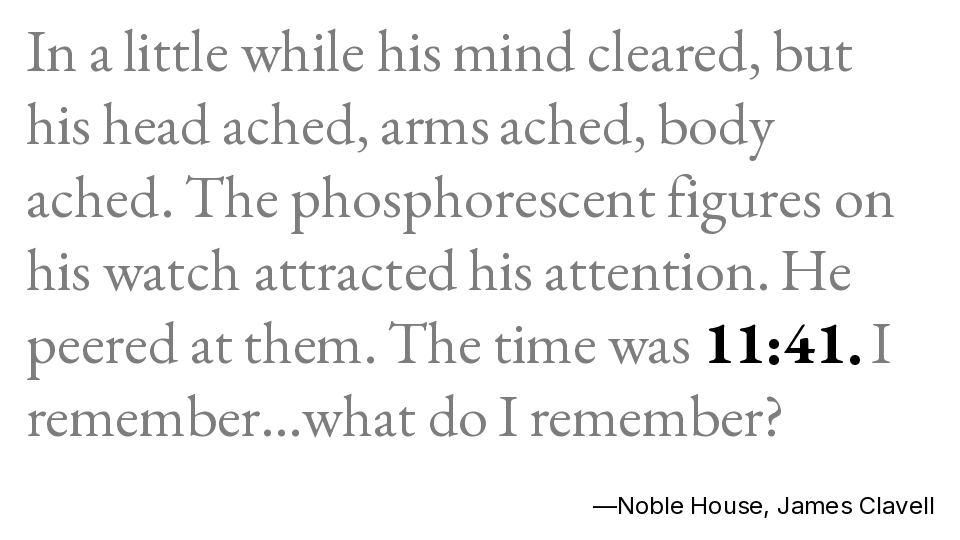 In a little while his mind cleared, but
his head ached, arms ached, body
ached. The phosphorescent figures on
his watch attracted his attention. He
peered at them. The time was 11:41. I
remember...what do I remember?
—Noble House, James Clavell